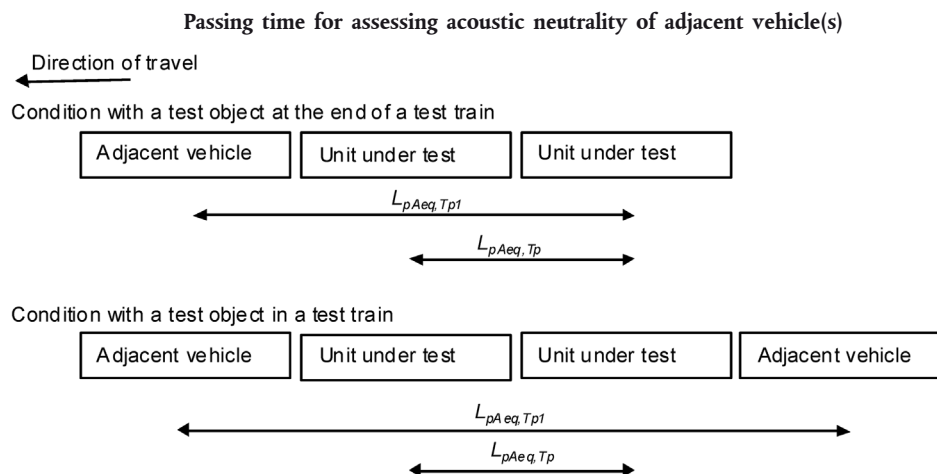 Passing time for assessing acoustic neutrality of adjacent vehicle(s)
Direction of travel
Condition with a test object at the end of a test train
Adjacent vehicle Unit under test Unit under test
LpAeq,Tp1
LpAeq,Tp
Condition with a test object in a test train
Adjacent vehicle Unit under test Unit under test Adjacent vehicle
LpAeq,Tp1
LpAeq,Tp